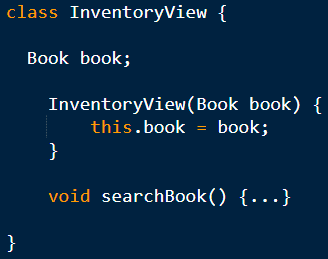 class InventoryView {
Book book;
InventoryView(Book book) {
this.book = book;
}
void searchBook() {...}
}